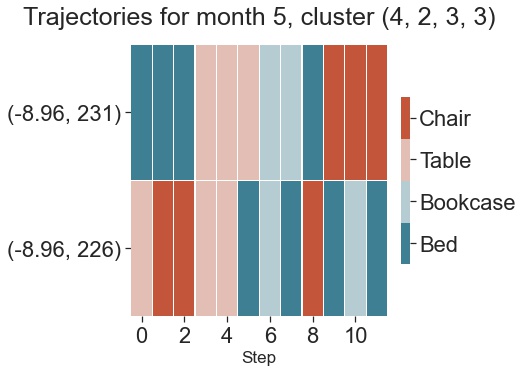 Trajectories for month 5, cluster (4, 2, 3, 3)
(-8.96, 231)
(-8.96, 226)
Chair
Table
Bookcase
Bed
0 2 4 6 8 10
Step